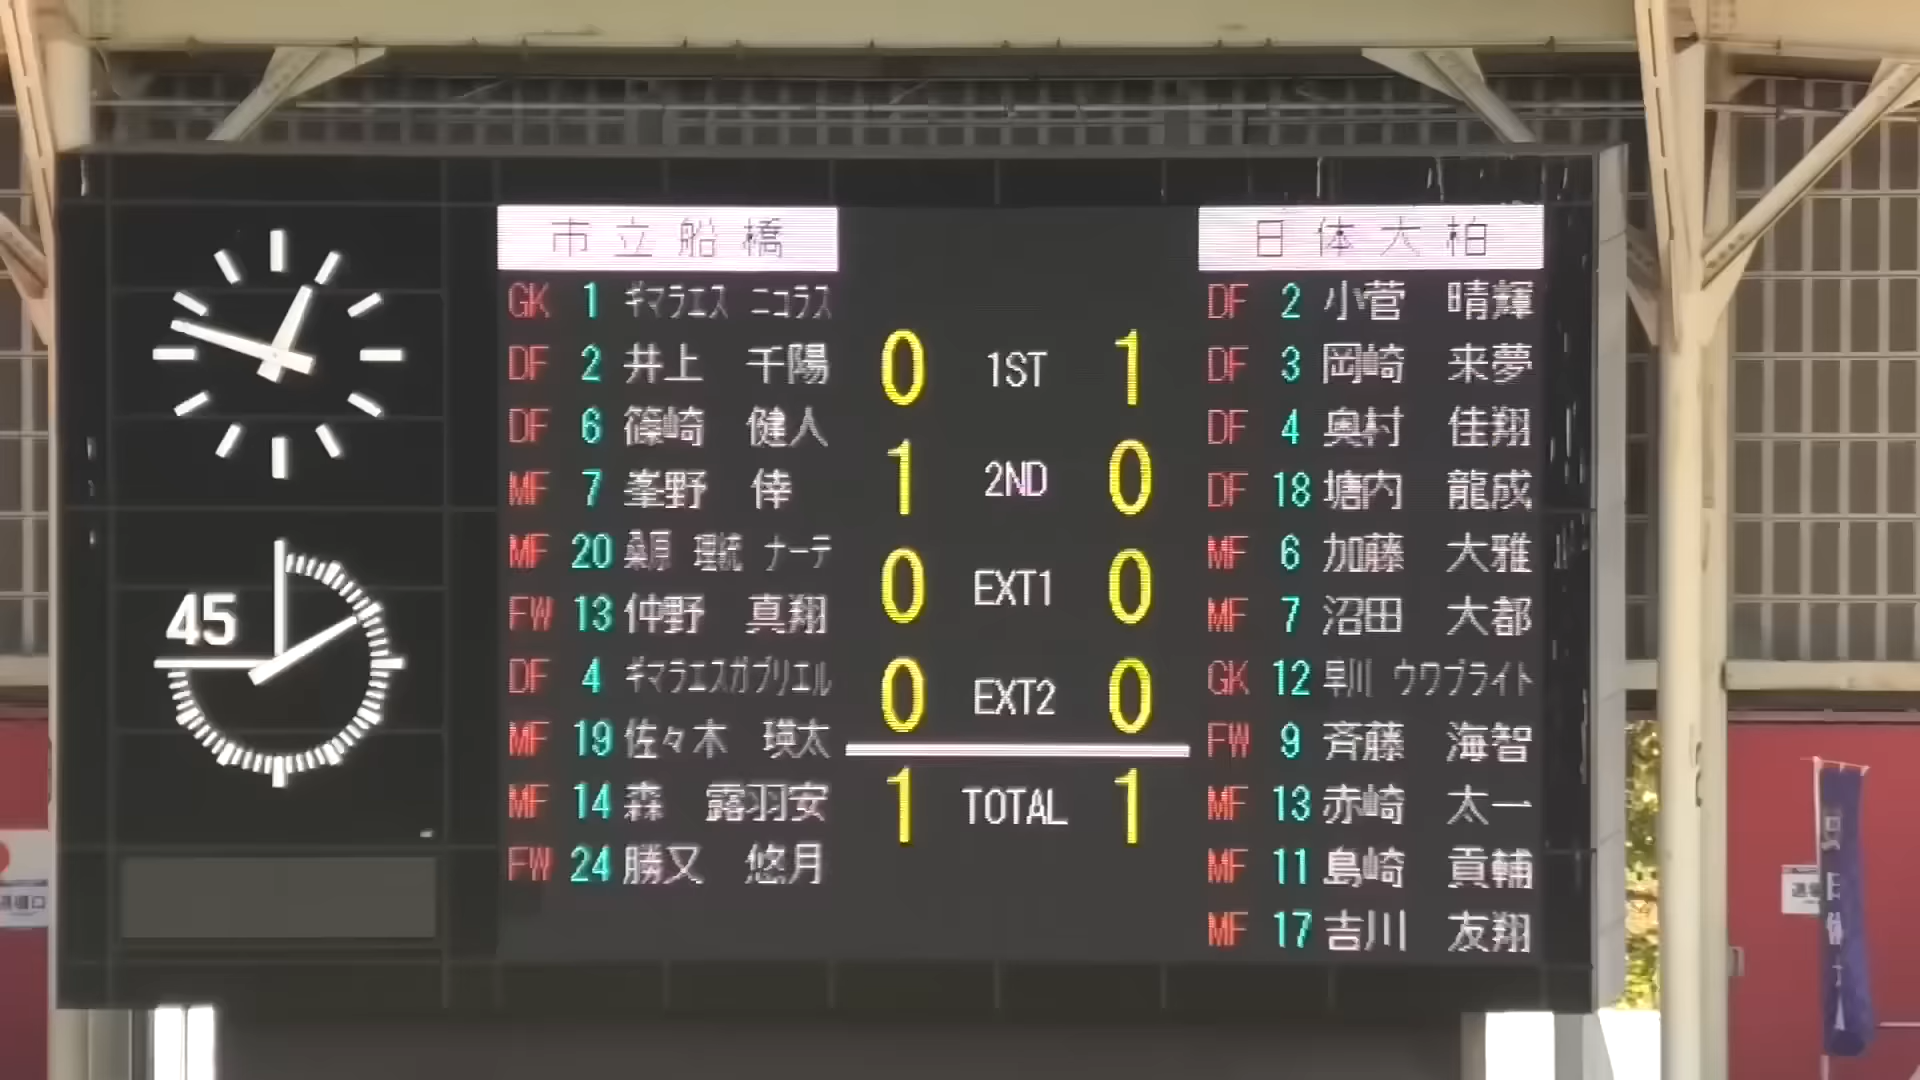 市立船橋
GK 1 ギマラエス ニコラス
DF 2 井上 千陽
DF 6 篠崎 健人
MF 7 峯野 倖
MF 20 桑原 理統 ナーテ
FW 13 仲野 真翔
DF 4 ギマラエスガブリエル
MF 19 佐々木 瑛太
MF 14 森 露羽安
FW 24 勝又 悠月
0 1ST 1
1 2ND 0
0 EXT1 0
0 EXT2 0
1 TOTAL 1
日体大柏
DF 2 小菅 晴輝
DF 3 岡崎 来夢
DF 4 奥村 佳翔
DF 18 塘内 龍成
MF 6 加藤 大雅
MF 7 沼田 大都
GK 12 早川 ウワブライト
FW 9 斉藤 海智
MF 13 赤崎 太一
MF 11 島崎 貢輔
MF 17 吉川 友翔
45